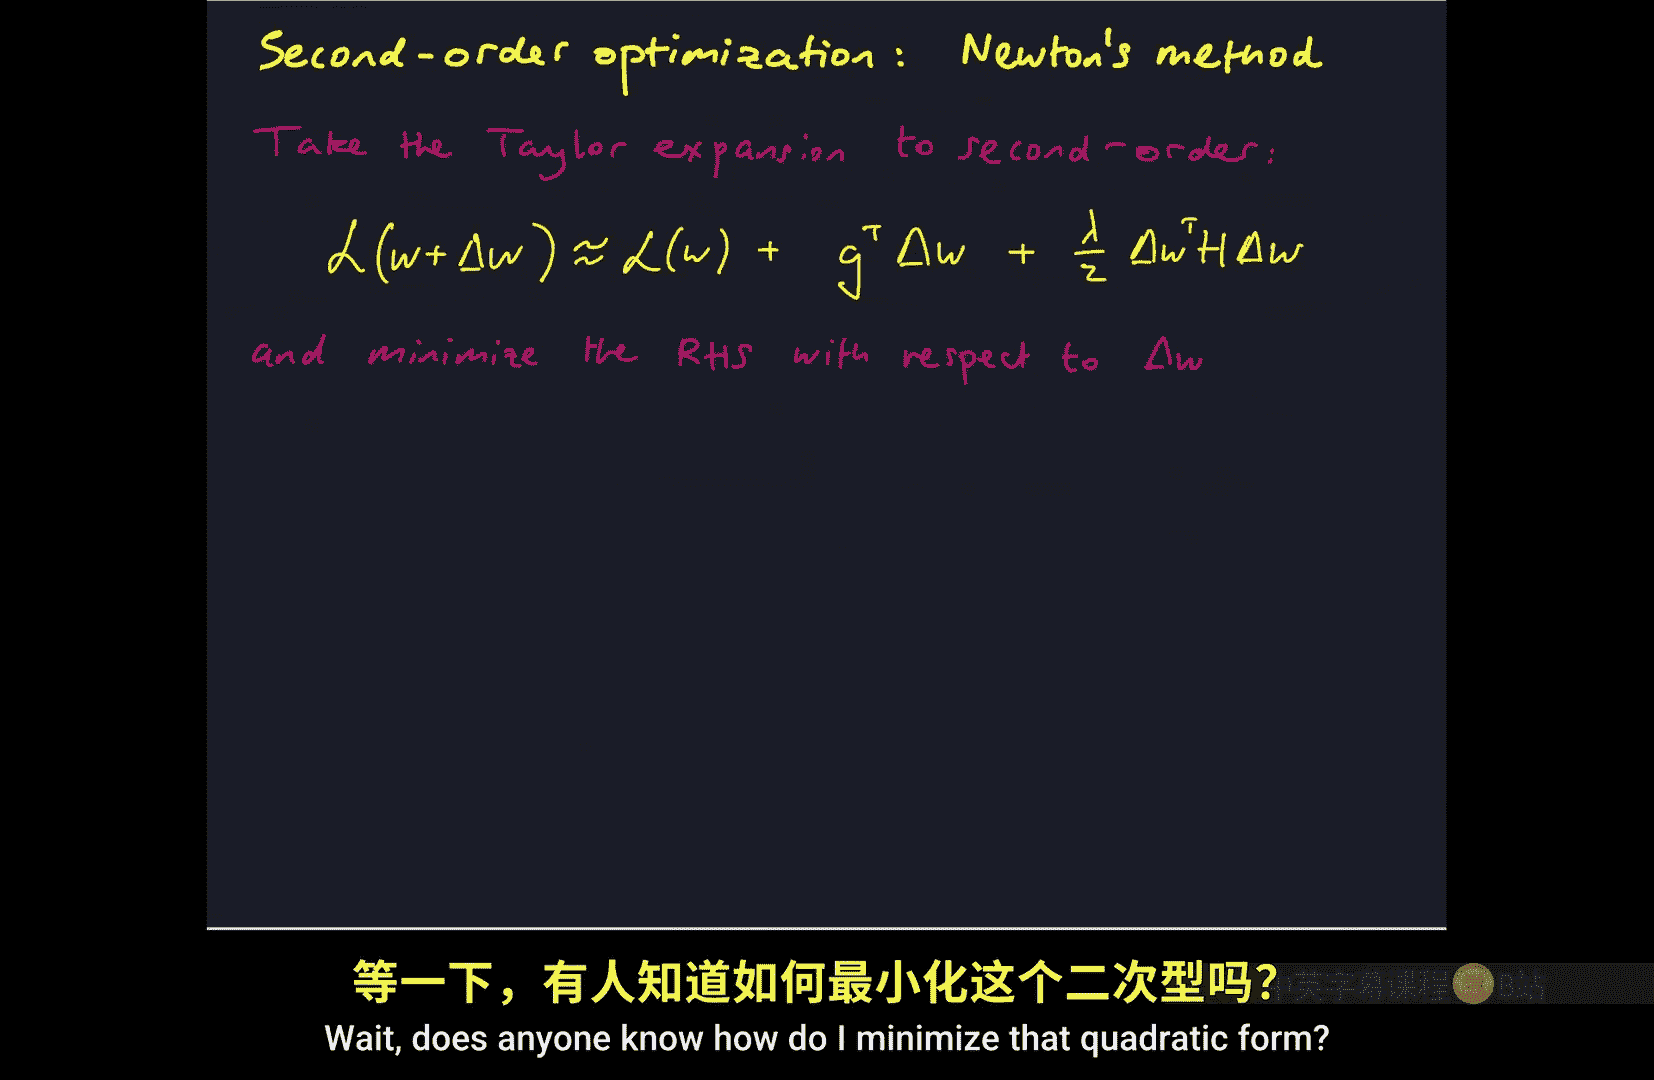 Second-order optimization: Newton's method
Take the Taylor expansion to second-order:
ℒ(w+Δw) ≈ ℒ(w) + gᵀ Δw + λ/2 ΔwᵀHΔw
and minimize the RHS with respect to Δw
等一下，有人知道如何最小化这个二次型吗？
Wait, does anyone know how do I minimize that quadratic form?